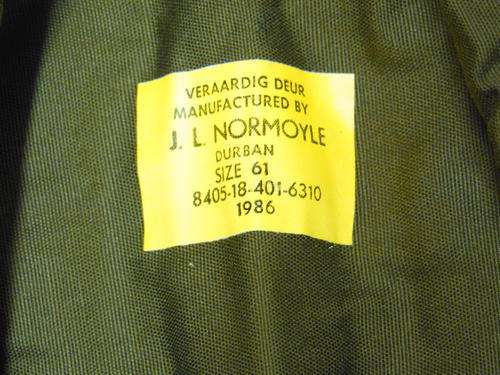 VERAARDIG DEUR
MANUFACTURED BY
J. L. NORMOYLE
DURBAN
SIZE 61
8405-18-401-6310
1986